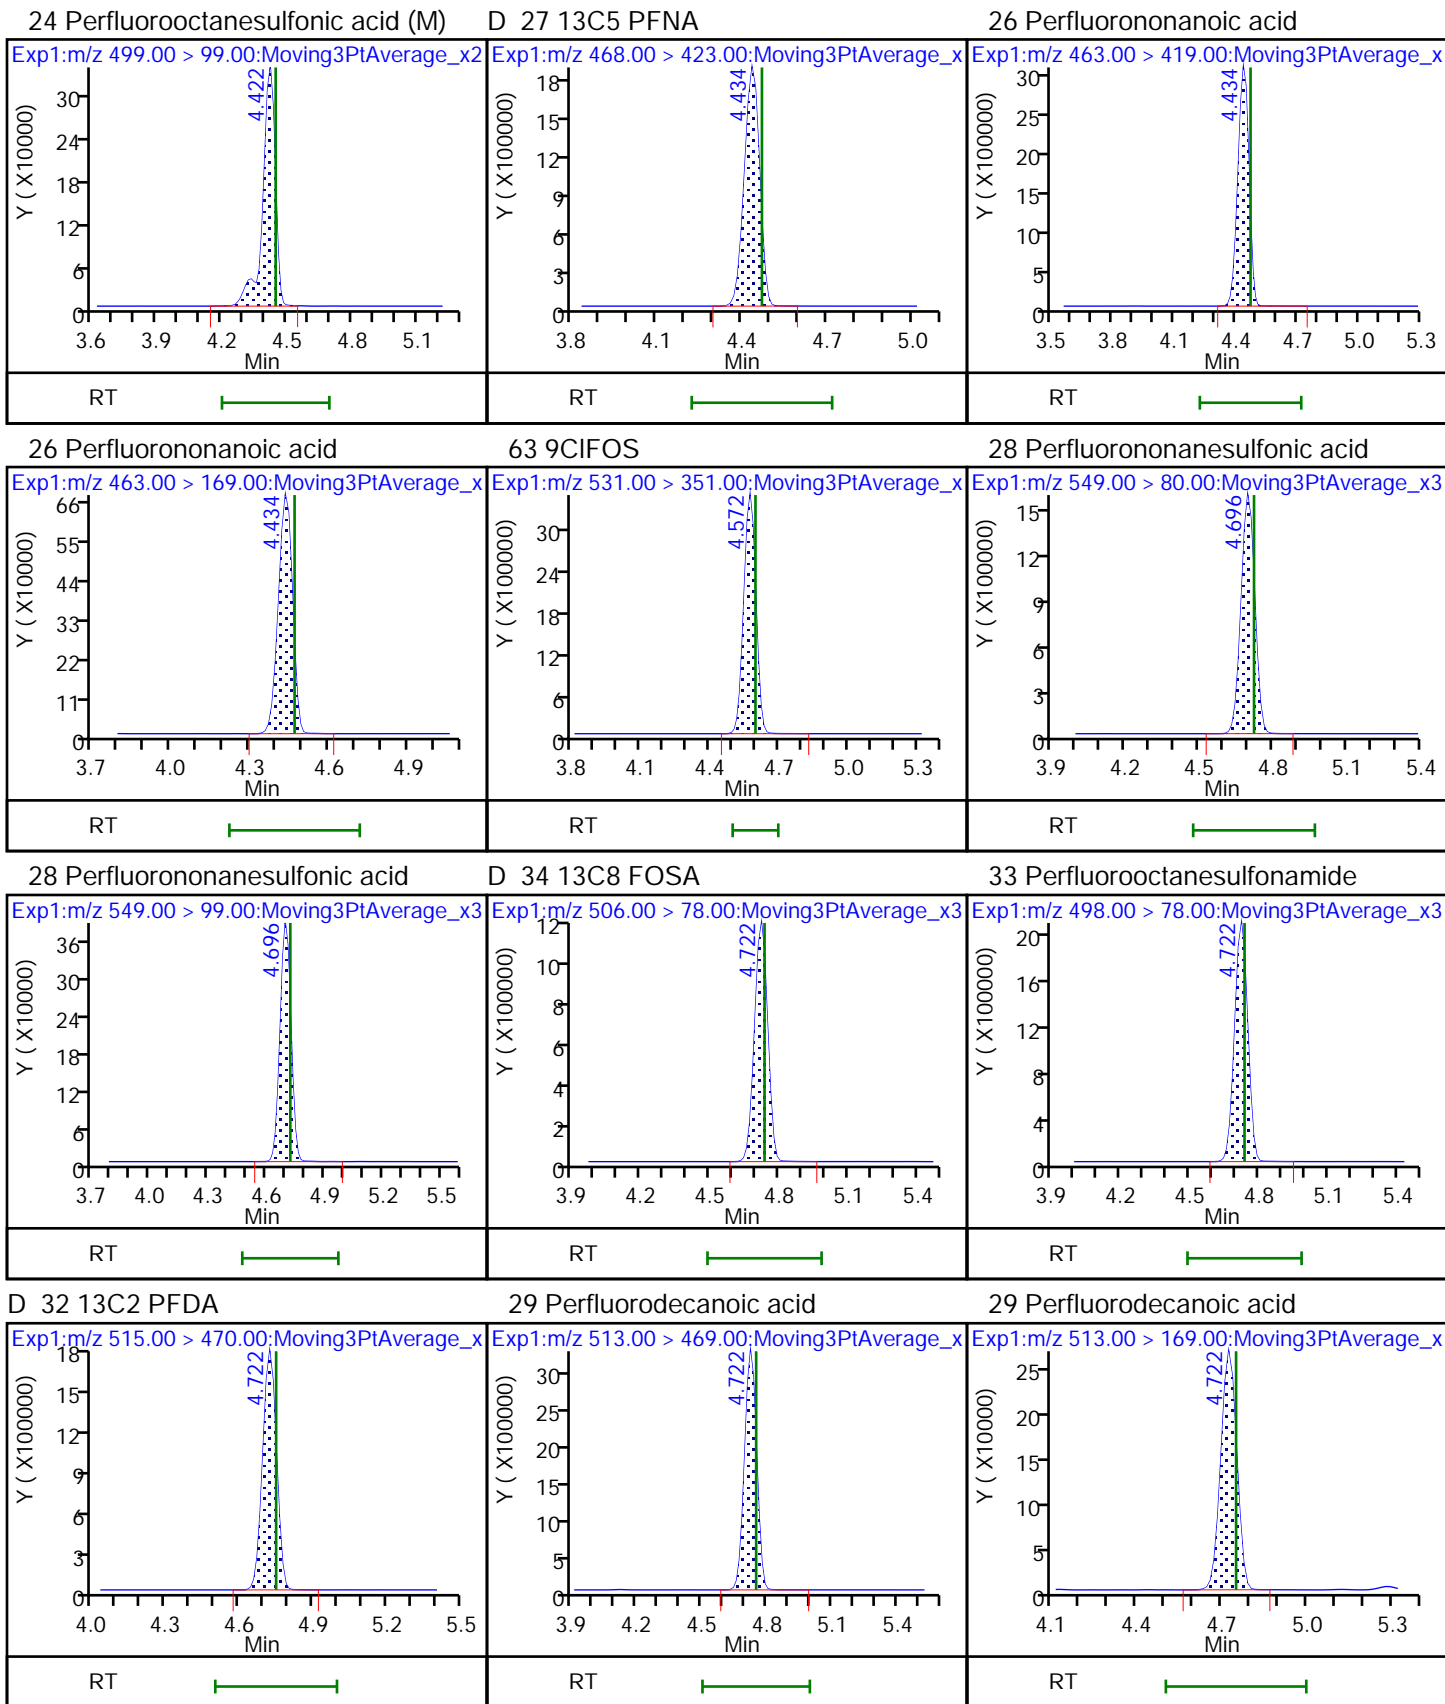 24 Perfluorooctanesulfonic acid (M)
Exp1:m/z 499.00 > 99.00:Moving3PtAverage_x2
4.422
Y ( X100000)
30
24
18
12
6
0
3.6 3.9 4.2 4.5 4.8 5.1
Min
RT
D 27 13C5 PFNA
Exp1:m/z 468.00 > 423.00:Moving3PtAverage_x
4.434
Y ( X100000)
18
15
12
9
6
3
0
3.8 4.1 4.4 4.7 5.0
Min
RT
26 Perfluorononanoic acid
Exp1:m/z 463.00 > 419.00:Moving3PtAverage_x
4.434
Y ( X100000)
30
25
20
15
10
5
0
3.5 3.8 4.1 4.4 4.7 5.0 5.3
Min
RT
26 Perfluorononanoic acid
Exp1:m/z 463.00 > 169.00:Moving3PtAverage_x
4.434
Y ( X10000)
66
55
44
33
22
11
0
3.7 4.0 4.3 4.6 4.9
Min
RT
63 9ClFOS
Exp1:m/z 531.00 > 351.00:Moving3PtAverage_x
4.572
Y ( X100000)
30
24
18
12
6
0
3.8 4.1 4.4 4.7 5.0 5.3
Min
RT
28 Perfluorononanesulfonic acid
Exp1:m/z 549.00 > 80.00:Moving3PtAverage_x3
4.696
Y ( X100000)
15
12
9
6
3
0
3.9 4.2 4.5 4.8 5.1 5.4
Min
RT
28 Perfluorononanesulfonic acid
Exp1:m/z 549.00 > 99.00:Moving3PtAverage_x3
4.696
Y ( X10000)
36
30
24
18
12
6
0
3.7 4.0 4.3 4.6 4.9 5.2 5.5
Min
RT
D 34 13C8 FOSA
Exp1:m/z 506.00 > 78.00:Moving3PtAverage_x3
4.722
Y ( X100000)
12
10
8
6
4
2
0
3.9 4.2 4.5 4.8 5.1 5.4
Min
RT
33 Perfluorooctanesulfonamide
Exp1:m/z 498.00 > 78.00:Moving3PtAverage_x3
4.722
Y ( X100000)
20
16
12
8
4
0
3.9 4.2 4.5 4.8 5.1 5.4
Min
RT
D 32 13C2 PFDA
Exp1:m/z 515.00 > 470.00:Moving3PtAverage_x
4.722
Y ( X100000)
18
15
12
9
6
3
0
4.0 4.3 4.6 4.9 5.2 5.5
Min
RT
29 Perfluorodecanoic acid
Exp1:m/z 513.00 > 469.00:Moving3PtAverage_x
4.722
Y ( X100000)
30
25
20
15
10
5
0
3.9 4.2 4.5 4.8 5.1 5.4
Min
RT
29 Perfluorodecanoic acid
Exp1:m/z 513.00 > 169.00:Moving3PtAverage_x
4.722
Y ( X10000)
25
20
15
10
5
0
4.1 4.4 4.7 5.0 5.3
Min
RT